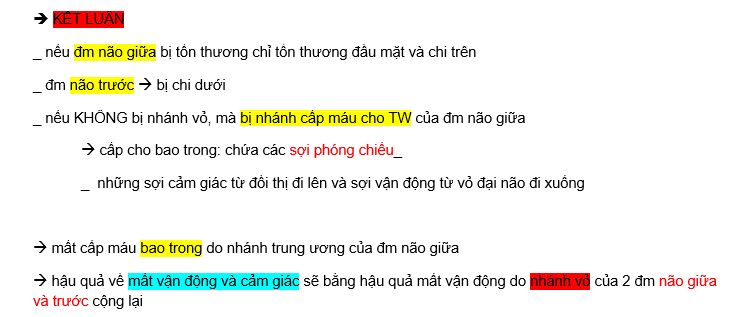 ➔ KẾT LUẬN
_ nếu đm não giữa bị tổn thương chỉ tổn thương đầu mặt và chi trên
_ đm não trước → bị chi dưới
_ nếu KHÔNG bị nhánh vỏ, mà bị nhánh cấp máu cho TW của đm não giữa
→ cấp cho bao trong: chứa các sợi phóng chiếu_
_ những sợi cảm giác từ đồi thị đi lên và sợi vận động từ vỏ đại não đi xuống
→ mất cấp máu bao trong do nhánh trung ương của đm não giữa
→ hậu quả về mất vận động và cảm giác sẽ bằng hậu quả mất vận động do nhánh vỏ của 2 đm não giữa
và trước cộng lại